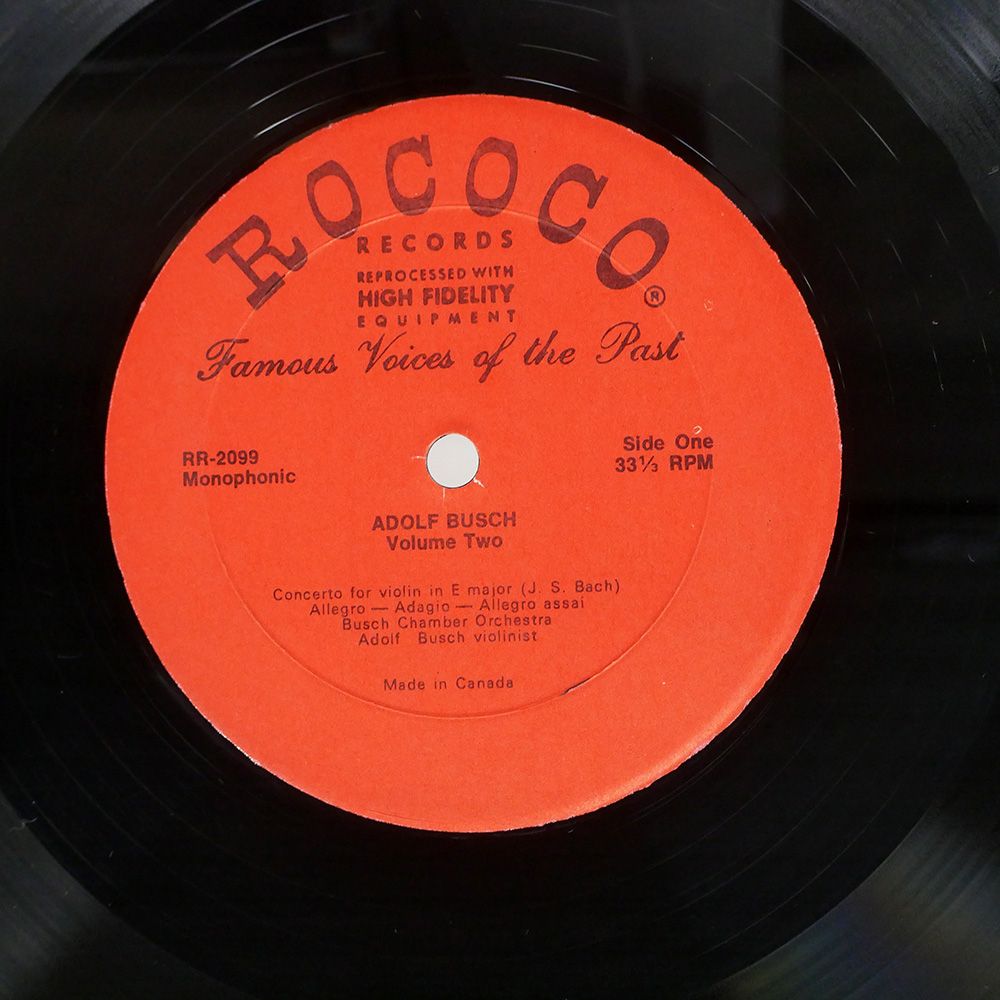 ROCOCO
RECORDS
REPROCESSED WITH
HIGH FIDELITY
EQUIPMENT
®
Famous Voices of the Past
RR-2099
Monophonic
Side One
33⅓ RPM
ADOLF BUSCH
Volume Two
Concerto for violin in E major (J. S. Bach)
Allegro — Adagio — Allegro assai
Busch Chamber Orchestra
Adolf Busch violinist
Made in Canada